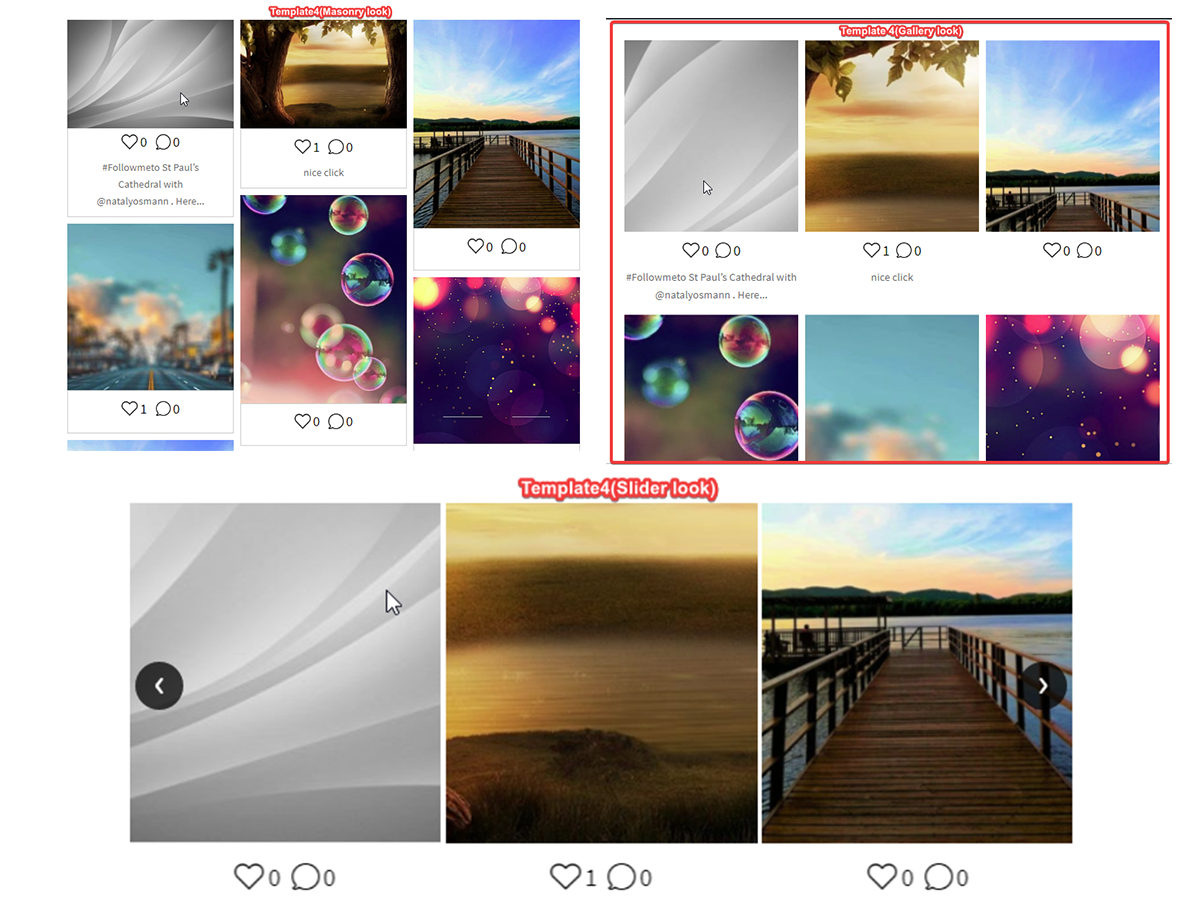 Template4(Masonry look)
0 0
#Followmeto St Paul's
Cathedral with
@natalyosmann . Here...
1 0
nice click
0 0
1 0
0 0
Template 4(Gallery look)
0 0
1 0
0 0
#Followmeto St Paul's Cathedral with
@natalyosmann . Here...
nice click
Template4(Slider look)
0 0
1 0
0 0